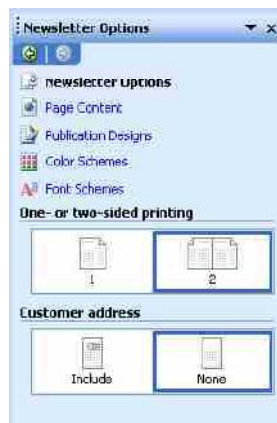 Newsletter Options
Newsletter Options
Page Content
Publication Designs
Color Schemes
Font Schemes
One- or two-sided printing
1 2
Customer address
Include None